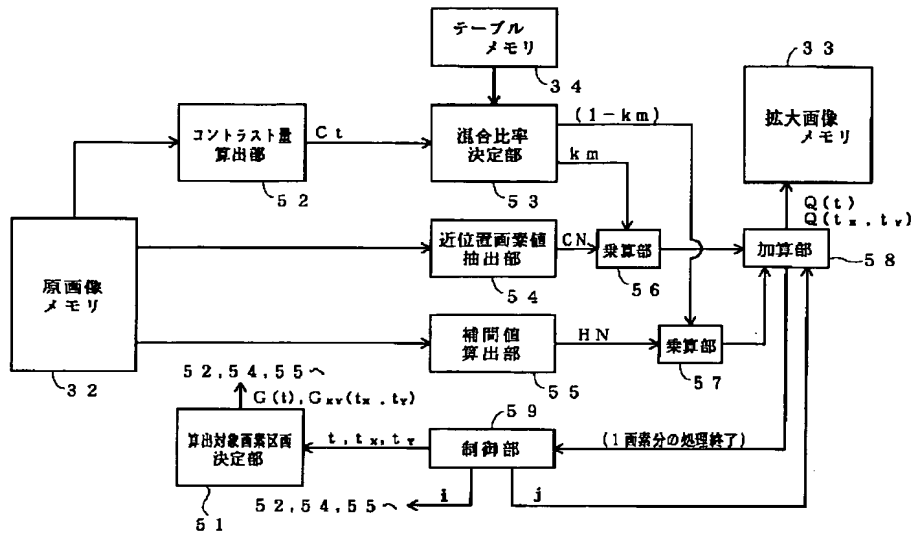 テーブル
メモリ
34
33
拡大画像
メモリ
コントラスト量
算出部
52
Ct
混合比率
決定部
53
(1-km)
km
Q(t)
Q(tx, ty)
原画像
メモリ
32
近位置画素値
抽出部
54
CN
乗算部
56
加算部
58
補間値
算出部
55
HN
乗算部
57
52,54,55へ
G(t), Gxy(tx, ty)
算出対象画素区画
決定部
51
t, tx, ty
59
制御部
(1画素分の処理終了)
i
j
52,54,55へ